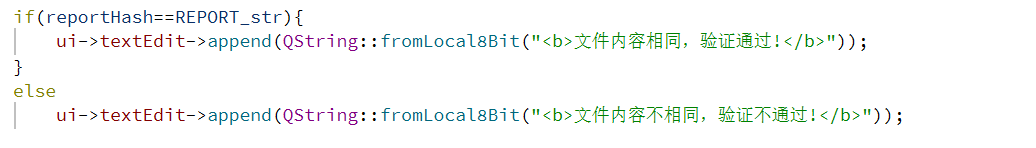 if(reportHash==REPORT_str){
    ui->textEdit->append(QString::fromLocal8Bit("<b>文件内容相同，验证通过!</b>"));
}
else
    ui->textEdit->append(QString::fromLocal8Bit("<b>文件内容不相同，验证不通过!</b>"));